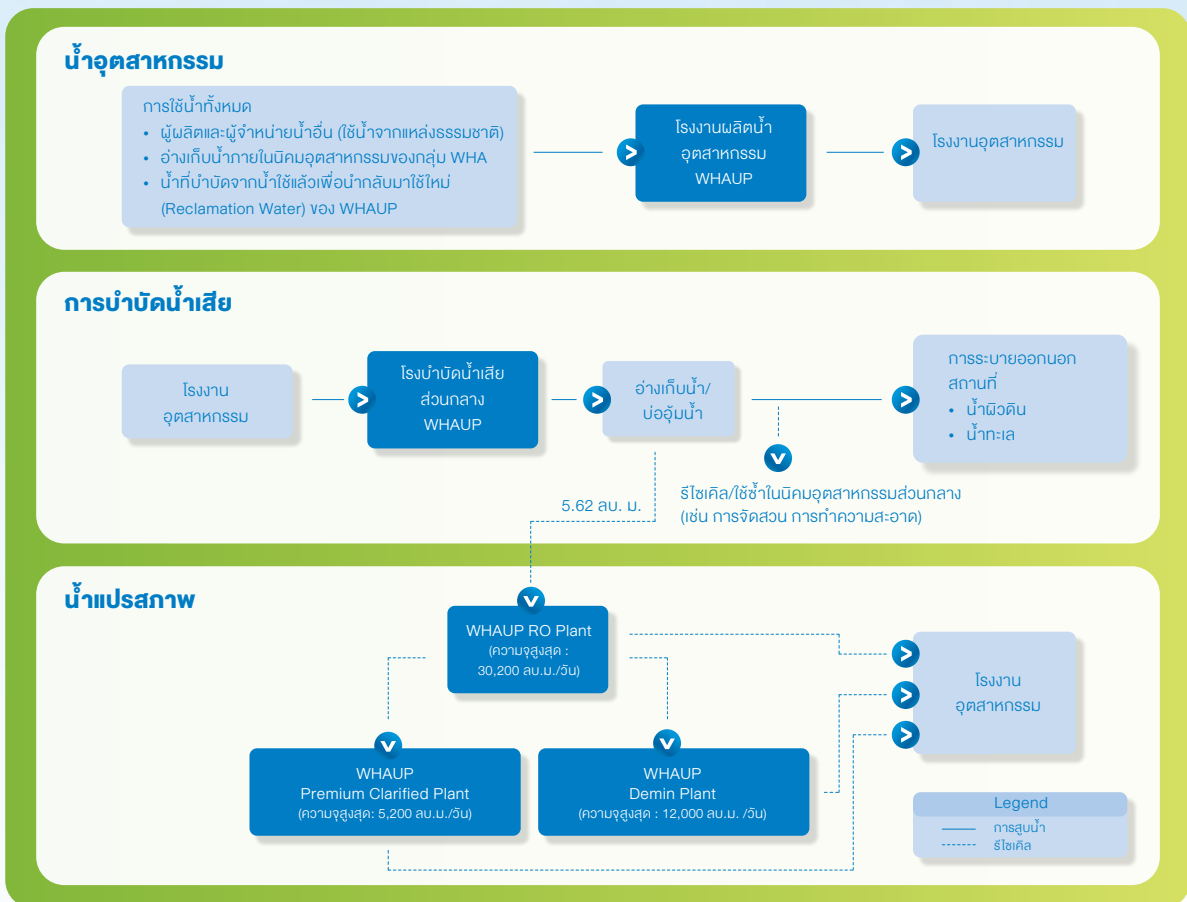 น้ำอุตสาหกรรม
การใช้น้ำทั้งหมด
• ผู้ผลิตและผู้จำหน่ายน้ำอื่น (ใช้น้ำจากแหล่งธรรมชาติ)
• อ่างเก็บน้ำภายในนิคมอุตสาหกรรมของกลุ่ม WHA
• น้ำที่บำบัดจากน้ำใช้แล้วเพื่อนำกลับมาใช้ใหม่
(Reclamation Water) ของ WHAUP
โรงงานผลิตน้ำ
อุตสาหกรรม
WHAUP
โรงงานอุตสาหกรรม
การบำบัดน้ำเสีย
โรงงาน
อุตสาหกรรม
โรงบำบัดน้ำเสีย
ส่วนกลาง
WHAUP
อ่างเก็บน้ำ/
บ่ออุ้มน้ำ
การระบายออกนอก
สถานที่
• น้ำผิวดิน
• น้ำทะเล
5.62 ลบ. ม.
รีไซเคิล/ใช้ซ้ำในนิคมอุตสาหกรรมส่วนกลาง
(เช่น การจัดสวน การทำความสะอาด)
น้ำแปรสภาพ
WHAUP RO Plant
(ความจุสูงสุด :
30,200 ลบ.ม./วัน)
โรงงาน
อุตสาหกรรม
WHAUP
Premium Clarified Plant
(ความจุสูงสุด: 5,200 ลบ.ม./วัน)
WHAUP
Demin Plant
(ความจุสูงสุด : 12,000 ลบ.ม. /วัน)
Legend
การสูบน้ำ
รีไซเคิล